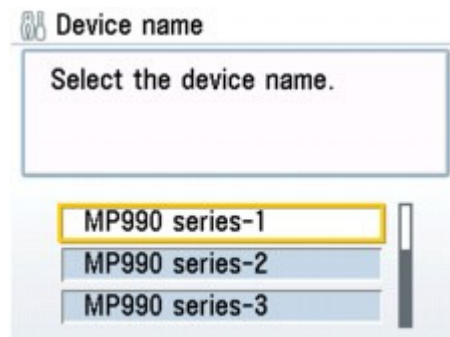 Device name
Select the device name.
MP990 series-1
MP990 series-2
MP990 series-3